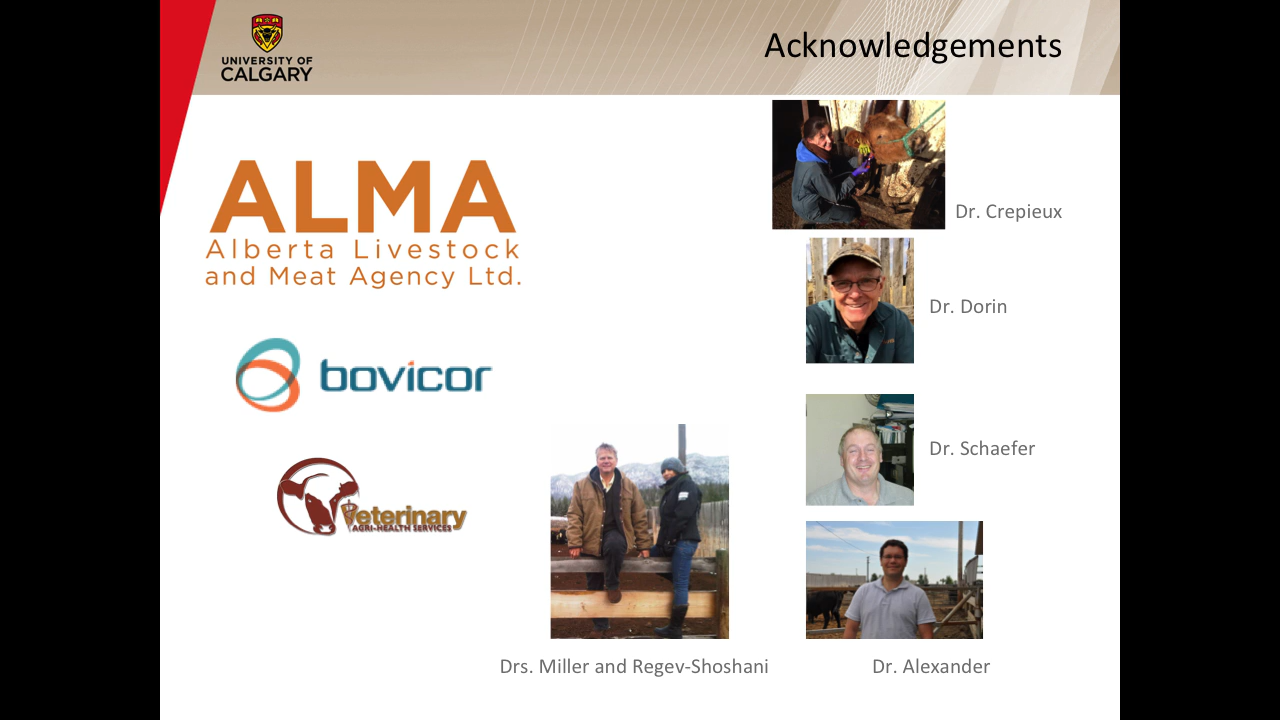 UNIVERSITY OF
CALGARY
Acknowledgements
ALMA
Alberta Livestock
and Meat Agency Ltd.
bovicor
Veterinary
AGRI-HEALTH SERVICES
Dr. Crepieux
Dr. Dorin
Dr. Schaefer
Drs. Miller and Regev-Shoshani
Dr. Alexander